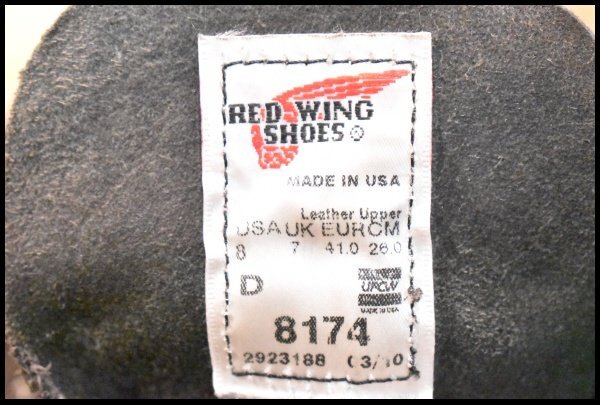 RED WING
SHOES ®
MADE IN USA
Leather Upper
USA UK EUR CM
8 7 41.0 26.0
D
UFCW
MADE IN USA
8174
2923188 (3/10